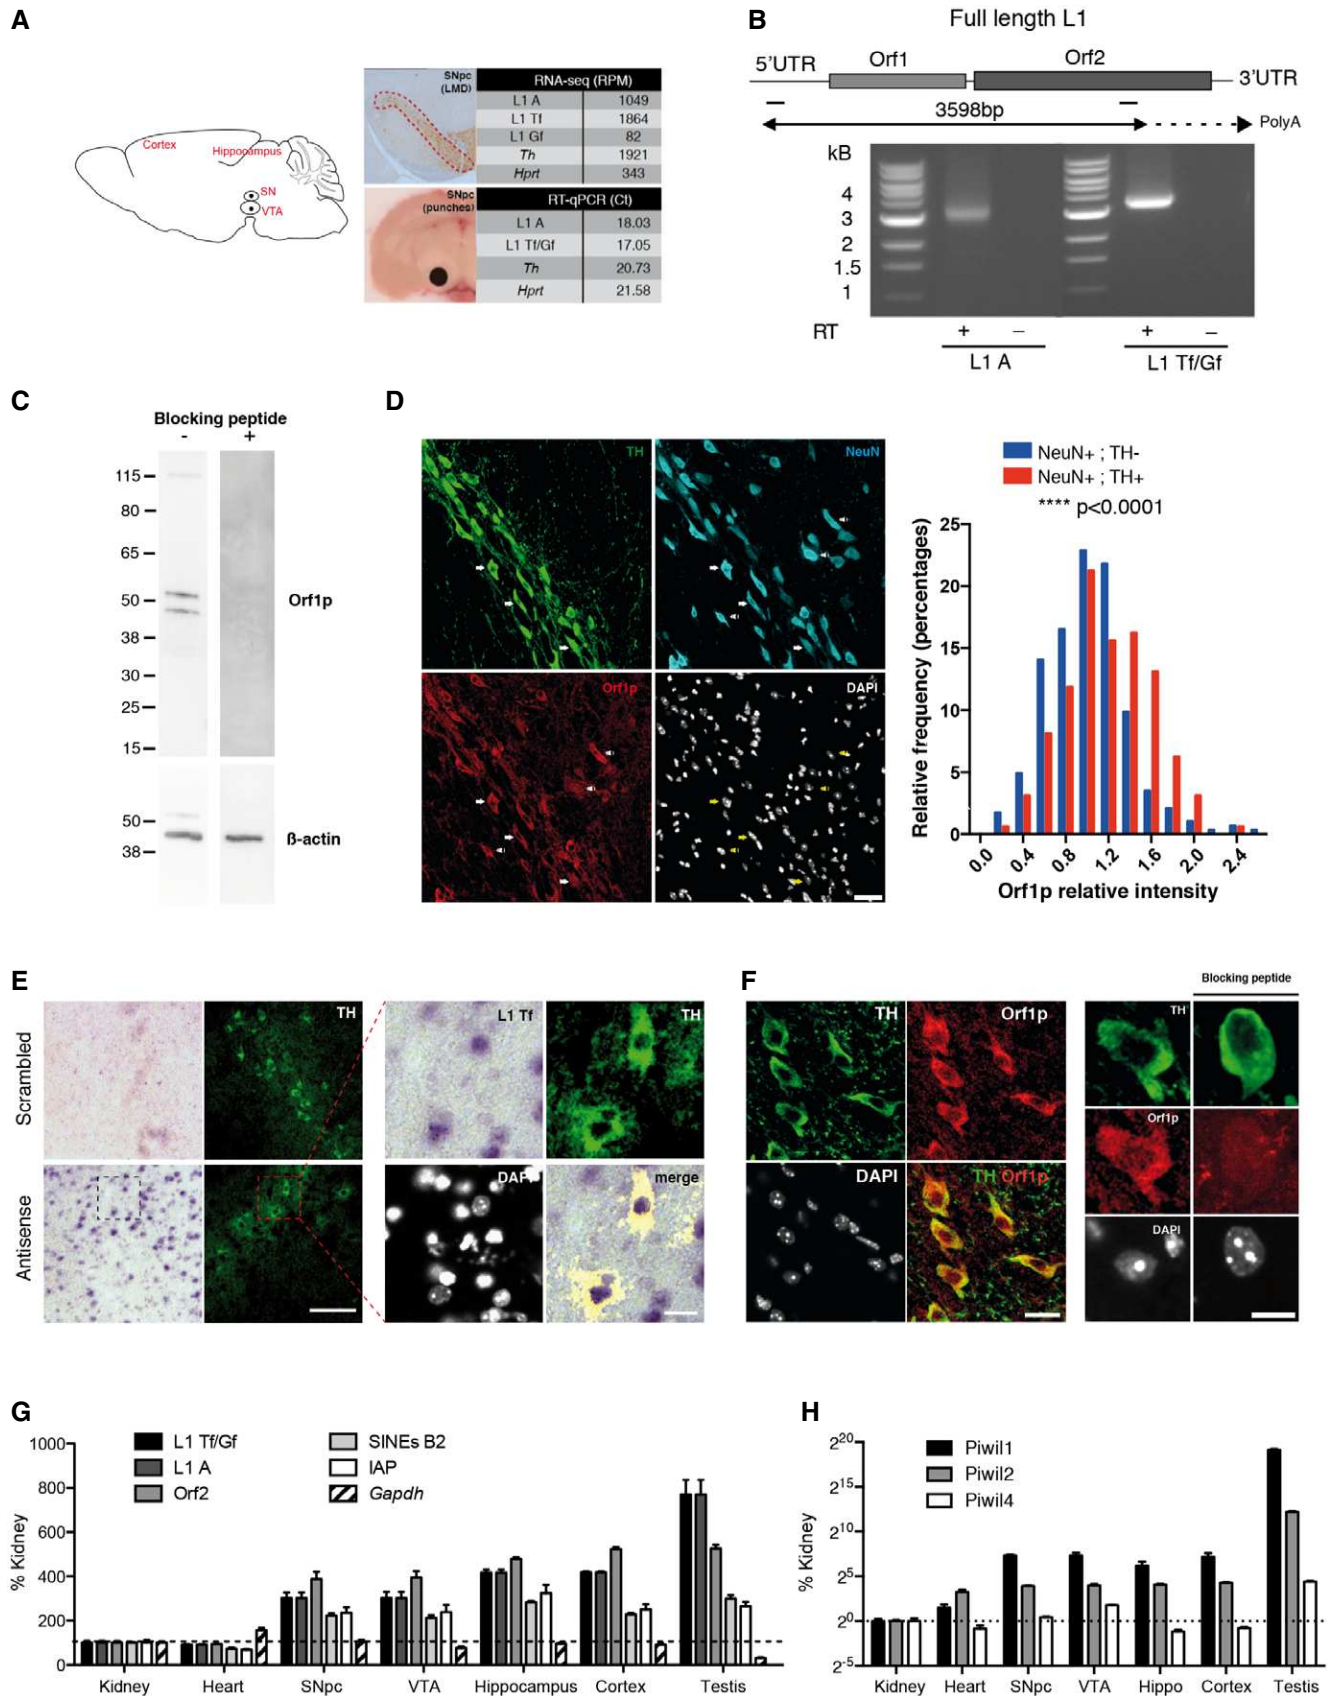 A
Cortex
Hippocampus
SN
VTA
SNpc
(LMD)
RNA-seq (RPM)
L1 A 1049
L1 Tf 1864
L1 Gf 82
Th 1921
Hprt 343
SNpc
(punches)
RT-qPCR (Ct)
L1 A 18.03
L1 Tf/Gf 17.05
Th 20.73
Hprt 21.58
B
Full length L1
5'UTR Orf1 Orf2 3'UTR
3598bp PolyA
kB
4
3
2
1.5
1
RT + – + –
L1 A L1 Tf/Gf
C
Blocking peptide
- +
115
80
65
50
38
30
25
15
Orf1p
50
38
ß-actin
D
TH
NeuN
Orf1p
DAPI
NeuN+ ; TH-
NeuN+ ; TH+
**** p<0.0001
Relative frequency (percentages)
25
20
15
10
5
0
0.0 0.4 0.8 1.2 1.6 2.0 2.4
Orf1p relative intensity
E
Scrambled
Antisense
TH
L1 Tf
TH
DAPI
merge
F
TH
Orf1p
DAPI
TH Orf1p
Blocking peptide
TH
Orf1p
DAPI
G
% Kidney
1000
800
600
400
200
0
L1 Tf/Gf
L1 A
Orf2
SINEs B2
IAP
Gapdh
Kidney Heart SNpc VTA Hippocampus Cortex Testis
H
% Kidney
2^20
2^15
2^10
2^5
2^0
2^-5
Piwil1
Piwil2
Piwil4
Kidney Heart SNpc VTA Hippo Cortex Testis